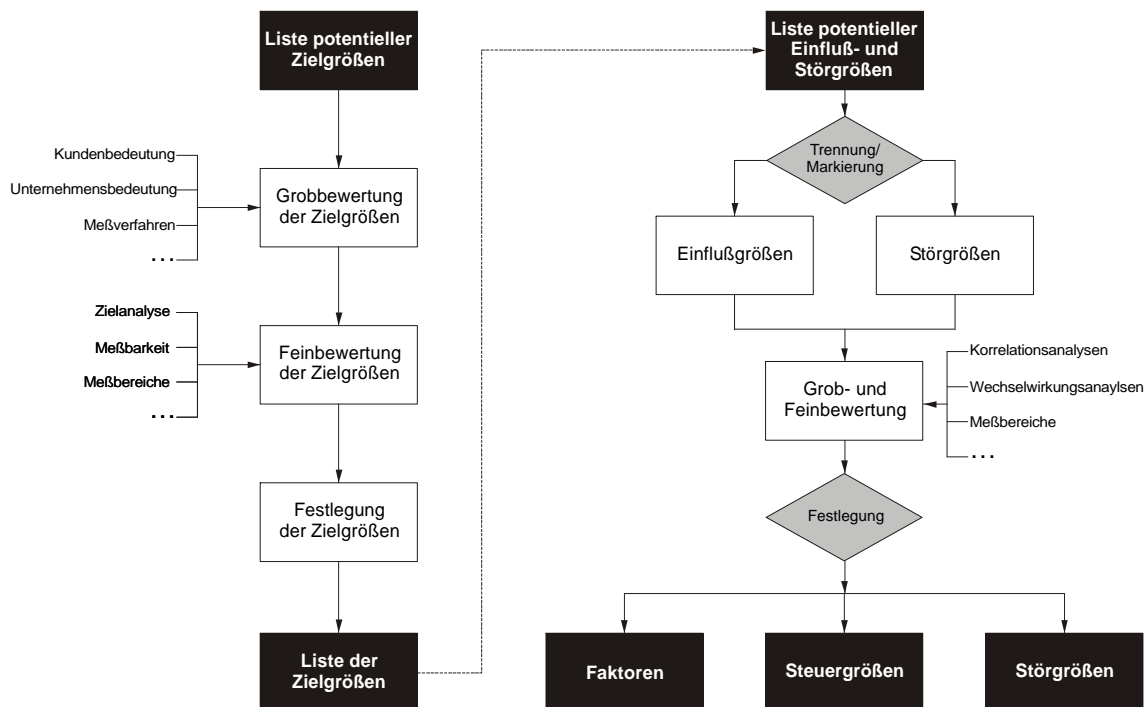 Liste potentieller
Zielgrößen
Kundenbedeutung
Unternehmensbedeutung
Meßverfahren
...
Grobbewertung
der Zielgrößen
Zielanalyse
Meßbarkeit
Meßbereiche
...
Feinbewertung
der Zielgrößen
Festlegung
der Zielgrößen
Liste der
Zielgrößen
Liste potentieller
Einfluß- und
Störgrößen
Trennung/
Markierung
Einflußgrößen
Störgrößen
Grob- und
Feinbewertung
Korrelationsanalysen
Wechselwirkungsanaylsen
Meßbereiche
...
Festlegung
Faktoren
Steuergrößen
Störgrößen